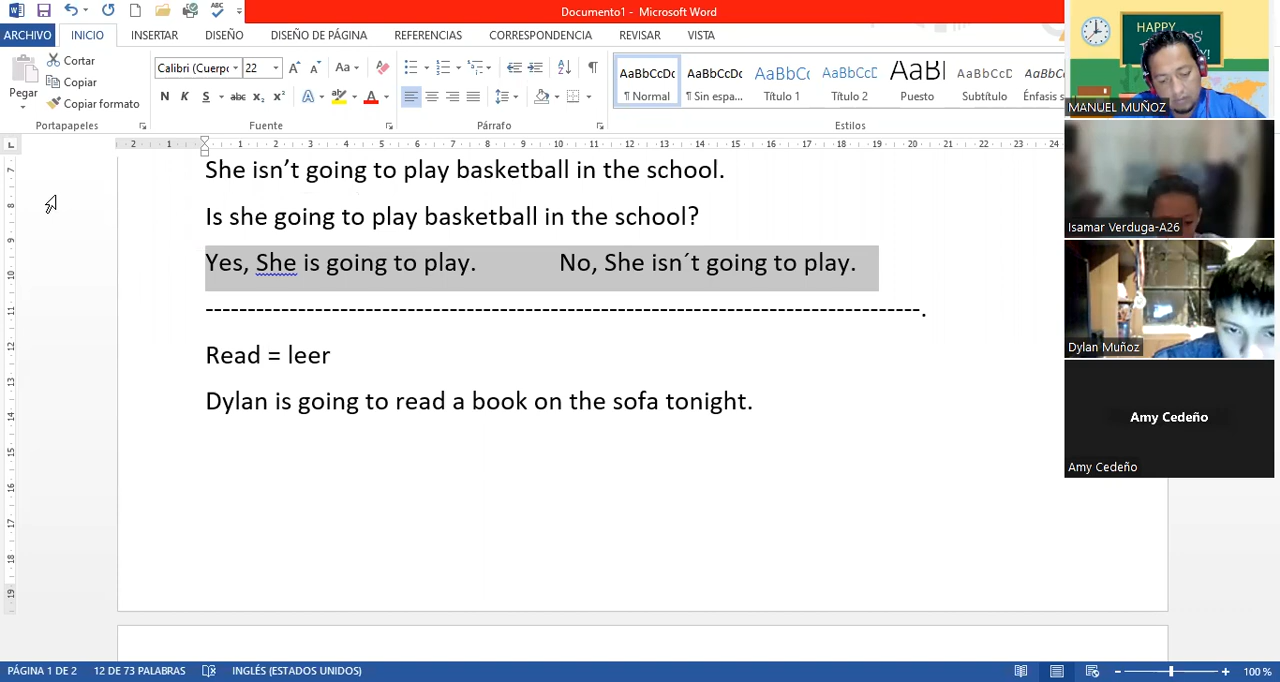 Documento1 - Microsoft Word
ARCHIVO INICIO INSERTAR DISEÑO DISEÑO DE PÁGINA REFERENCIAS CORRESPONDENCIA REVISAR VISTA
Pegar
Cortar
Copiar
Copiar formato
Portapapeles
Calibri (Cuerpo 22
N K S abc x₂ x²
Fuente
Párrafo
AaBbCcDc
¶ Normal
AaBbCcDc
¶ Sin espa...
AaBbCc
Título 1
AaBbCcD
Título 2
AaBl
Puesto
AaBbCcD
Subtítulo
AaBbCcD
Énfasis s
Estilos
She isn’t going to play basketball in the school.
Is she going to play basketball in the school?
Yes, She is going to play. No, She isn´t going to play.
-------------------------------------------------------------------------------------.
Read = leer
Dylan is going to read a book on the sofa tonight.
PÁGINA 1 DE 2 12 DE 73 PALABRAS INGLÉS (ESTADOS UNIDOS) 100 %
HAPPY
MANUEL MUÑOZ
Isamar Verduga-A26
Dylan Muñoz
Amy Cedeño
Amy Cedeño